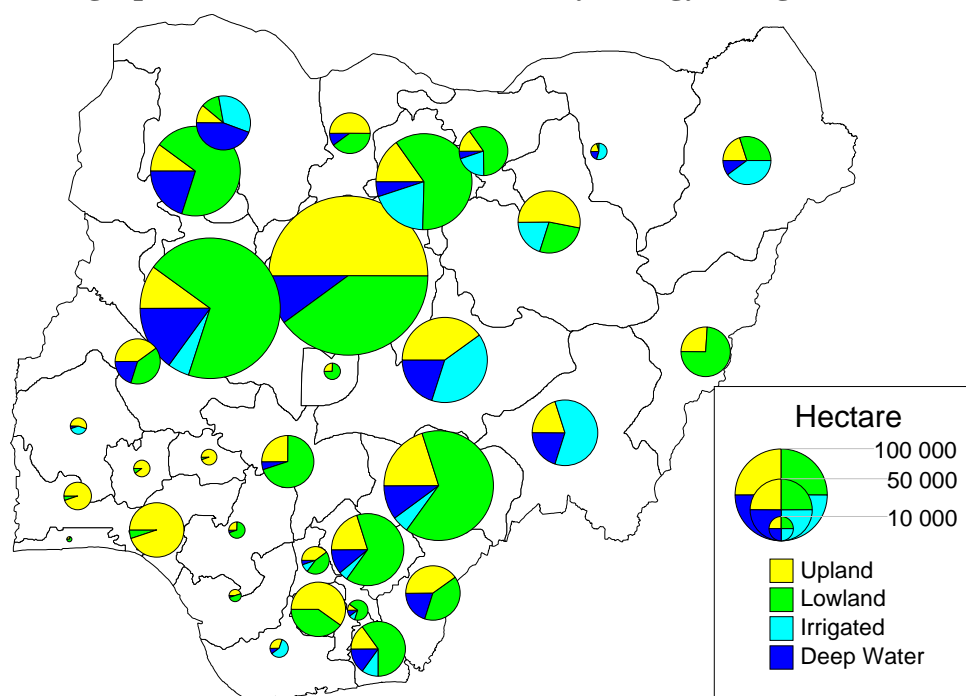 Hectare
100 000
50 000
10 000
Upland
Lowland
Irrigated
Deep Water